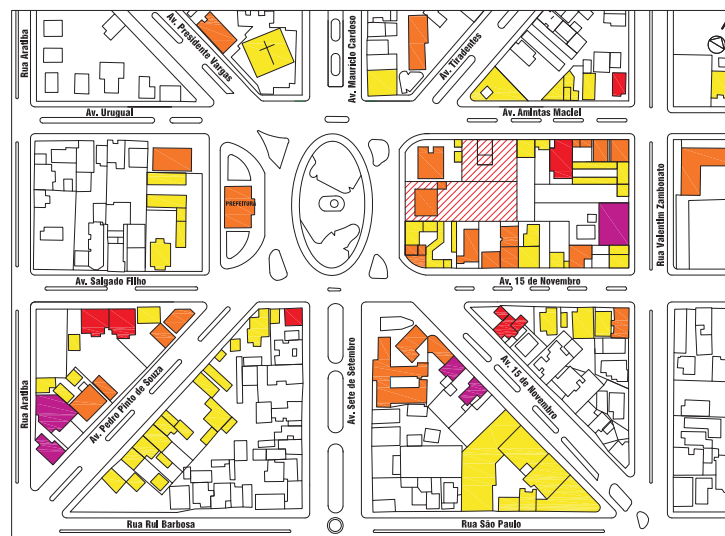 Rua Aratiba
Av. Presidente Vargas
Av. Maurício Cardoso
Av. Tiradentes
Av. Uruguai
Av. Amintas Maciel
PREFEITURA
Rua Valentim Zambonato
Av. Salgado Filho
Av. 15 de Novembro
Rua Aratiba
Av. Pedro Pinto de Souza
Av. Sete de Setembro
Av. 15 de Novembro
Rua Rui Barbosa
Rua São Paulo